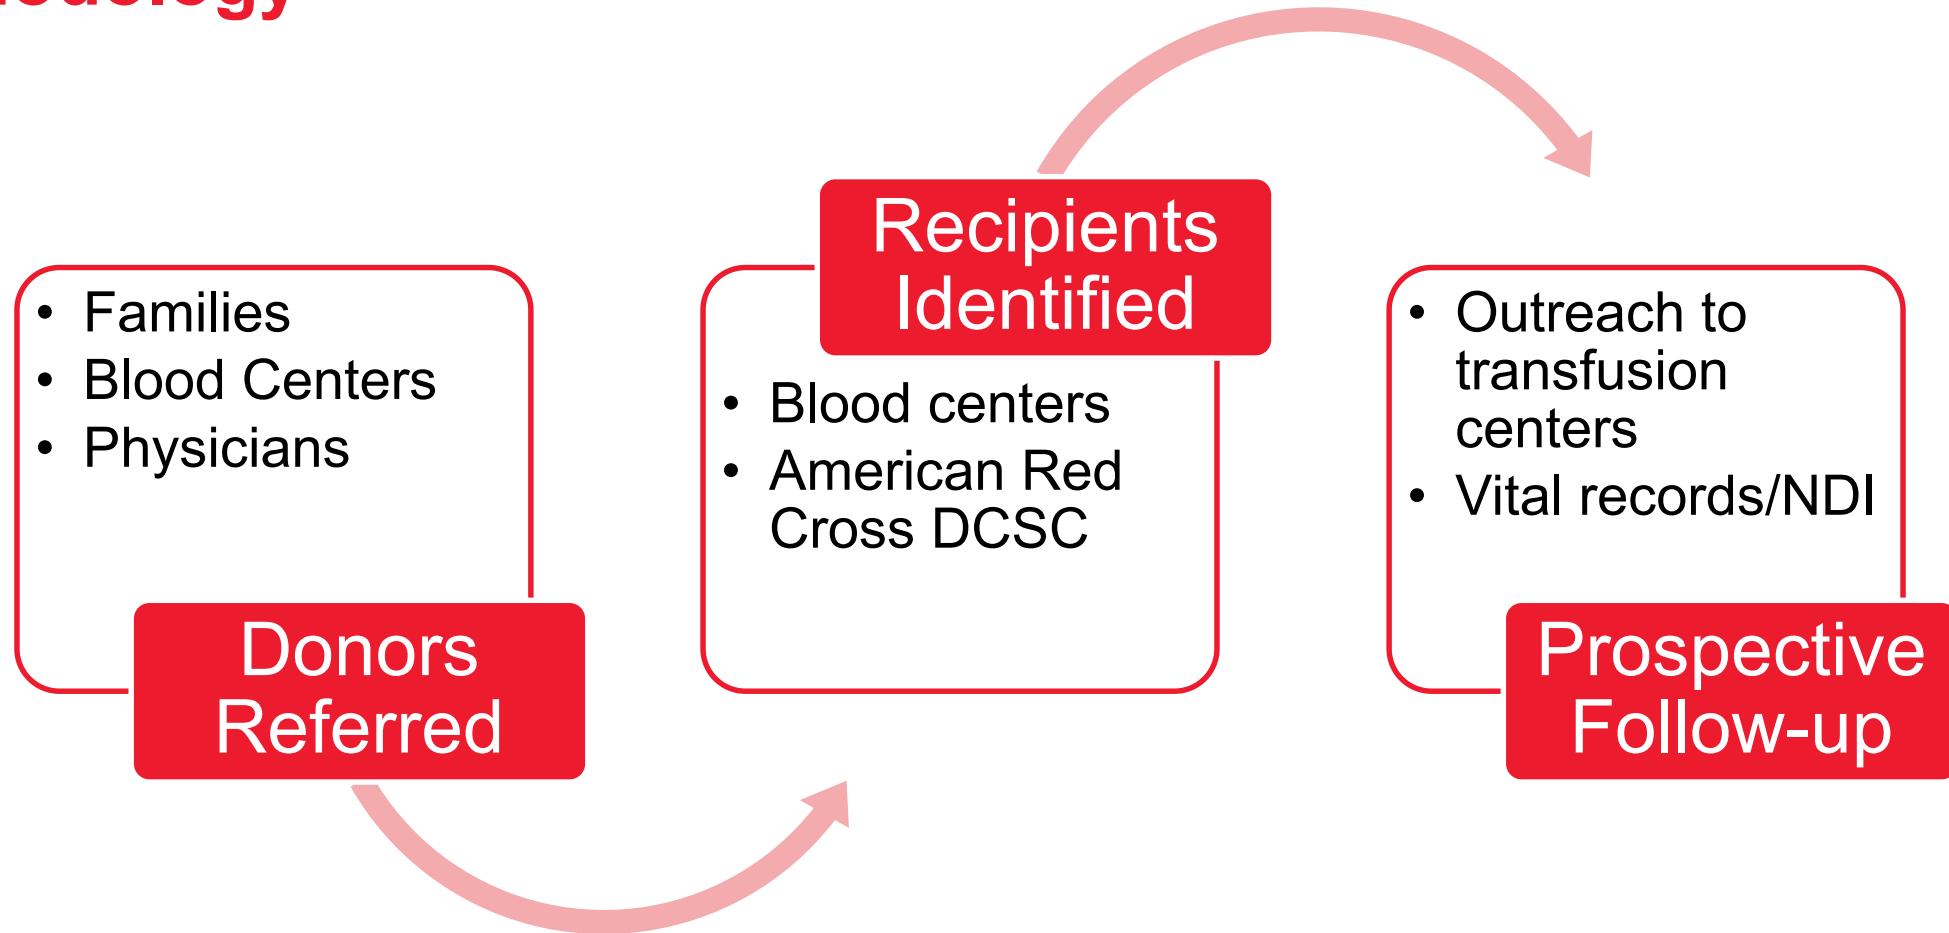 • Families
• Blood Centers
• Physicians
Donors
Referred
Recipients
Identified
• Blood centers
• American Red
Cross DCSC
• Outreach to
transfusion
centers
• Vital records/NDI
Prospective
Follow-up